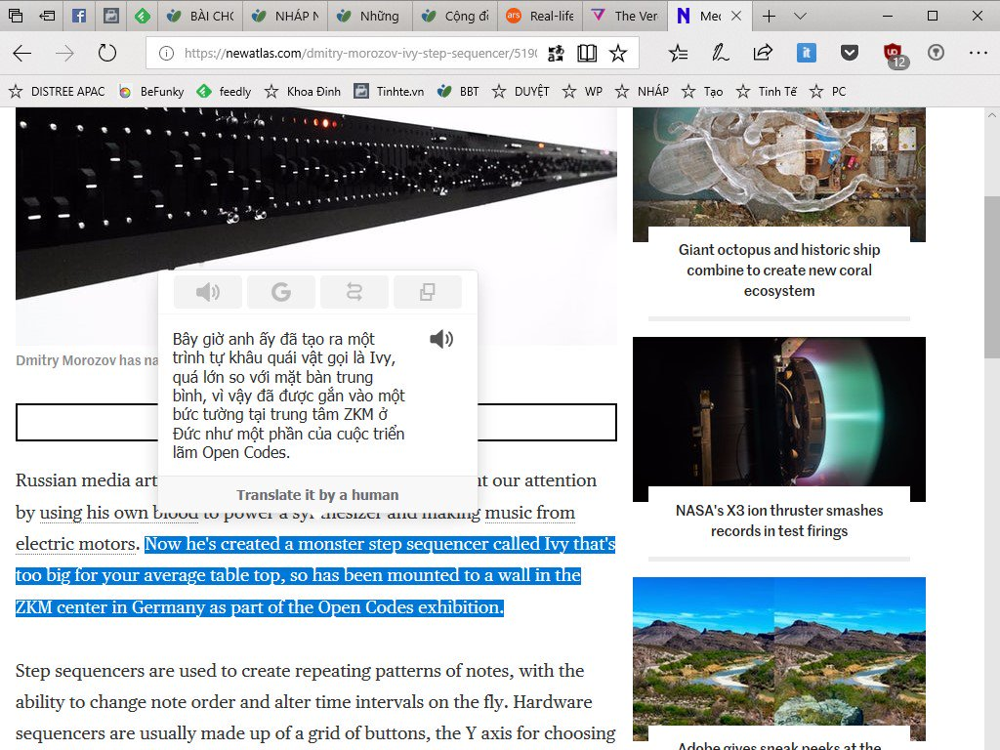 BÀI CHO
NHÁP N
Những
Cộng đồ
Real-life
The Ver
Med
https://newatlas.com/dmitry-morozov-ivy-step-sequencer/5190
12
DISTREE APAC
BeFunky
feedly
Khoa Đinh
Tinhte.vn
BBT
DUYỆT
WP
NHÁP
Tạo
Tinh Tế
PC
Dmitry Morozov has na
Bây giờ anh ấy đã tạo ra một
trình tự khâu quái vật gọi là Ivy,
quá lớn so với mặt bàn trung
bình, vì vậy đã được gắn vào một
bức tường tại trung tâm ZKM ở
Đức như một phần của cuộc triển
lãm Open Codes.
Translate it by a human
Russian media art
t our attention
by using his own blood to power a synthesizer and making music from
electric motors. Now he's created a monster step sequencer called Ivy that's
too big for your average table top, so has been mounted to a wall in the
ZKM center in Germany as part of the Open Codes exhibition.
Step sequencers are used to create repeating patterns of notes, with the
ability to change note order and alter time intervals on the fly. Hardware
sequencers are usually made up of a grid of buttons, the Y axis for choosing
Giant octopus and historic ship
combine to create new coral
ecosystem
NASA's X3 ion thruster smashes
records in test firings
Adobe gives sneak peeks at the